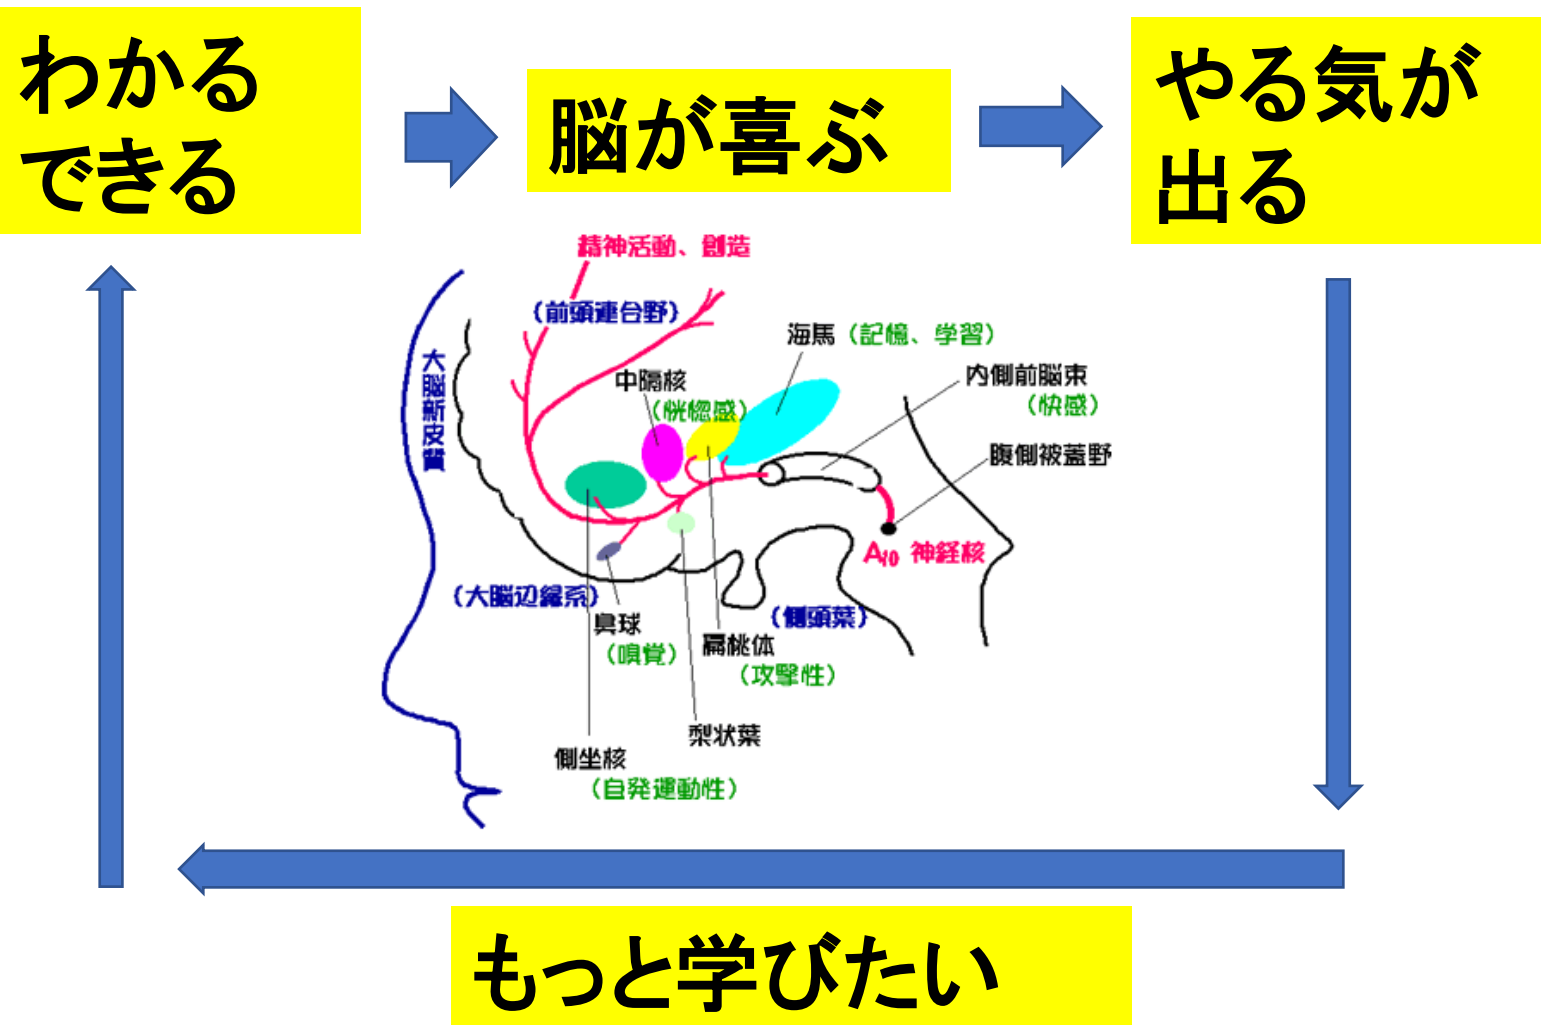 わかる
できる
脳が喜ぶ
やる気が
出る
精神活動、創造
(前頭連合野)
大脳新皮質
海馬(記憶、学習)
中隔核
(恍惚感)
内側前脳束
(快感)
腹側被蓋野
A10 神経核
(大脳辺縁系)
臭球
(嗅覚)
(側頭葉)
扁桃体
(攻撃性)
梨状葉
側坐核
(自発運動性)
もっと学びたい